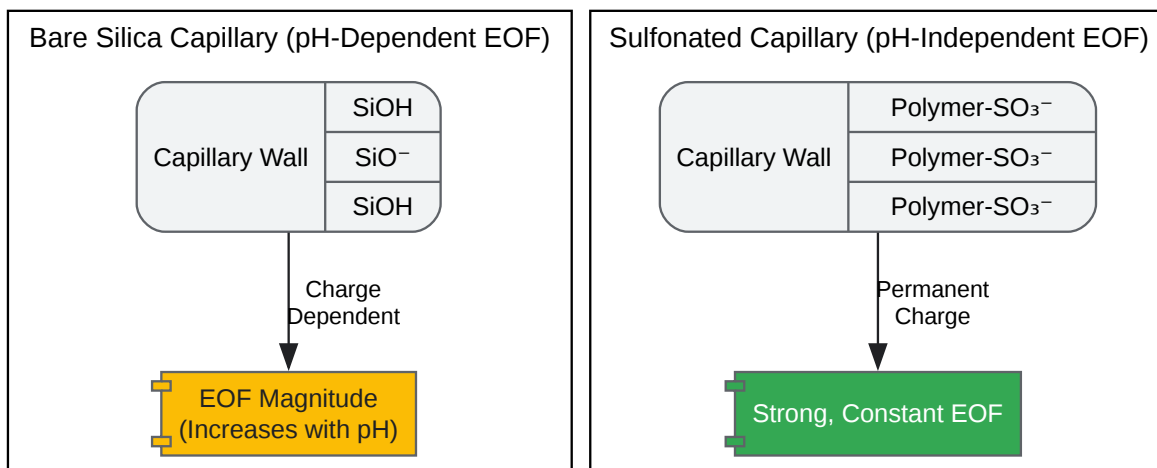 Bare Silica Capillary (pH-Dependent EOF)
Capillary Wall
SiOH
SiO⁻
SiOH
Charge
Dependent
EOF Magnitude
(Increases with pH)
Sulfonated Capillary (pH-Independent EOF)
Capillary Wall
Polymer-SO₃⁻
Polymer-SO₃⁻
Polymer-SO₃⁻
Permanent
Charge
Strong, Constant EOF